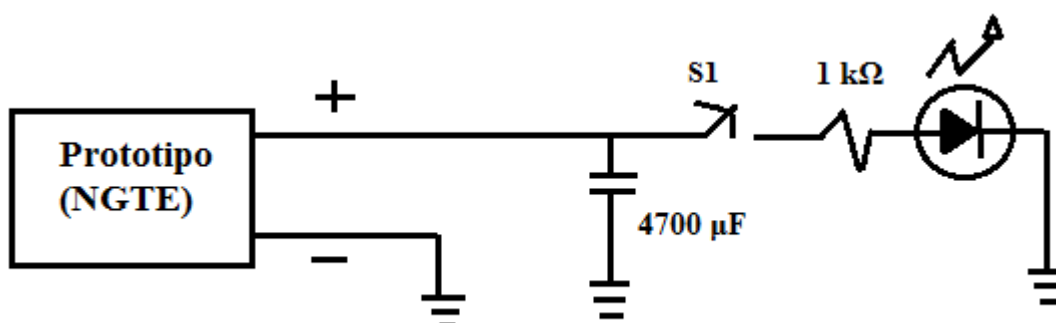 Prototipo
(NGTE)
+
−
4700 µF
S1
1 kΩ